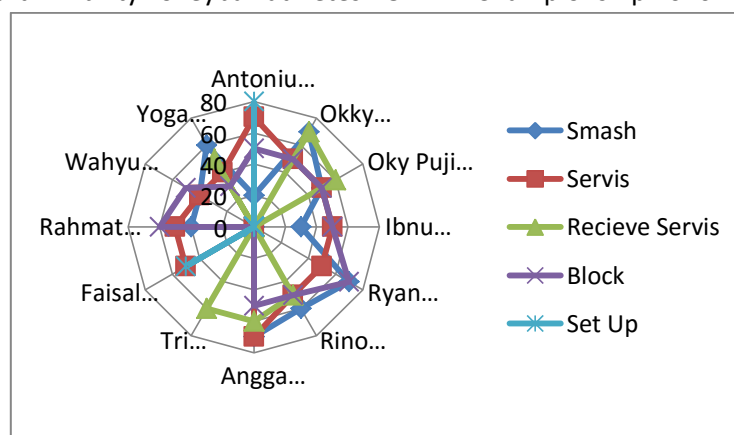 Antoniu...
Okky...
Oky Puji...
Ibnu...
Ryan...
Rino...
Angga...
Tri...
Faisal...
Rahmat...
Wahyu...
Yoga...
80
60
40
20
0
Smash
Servis
Recieve Servis
Block
Set Up